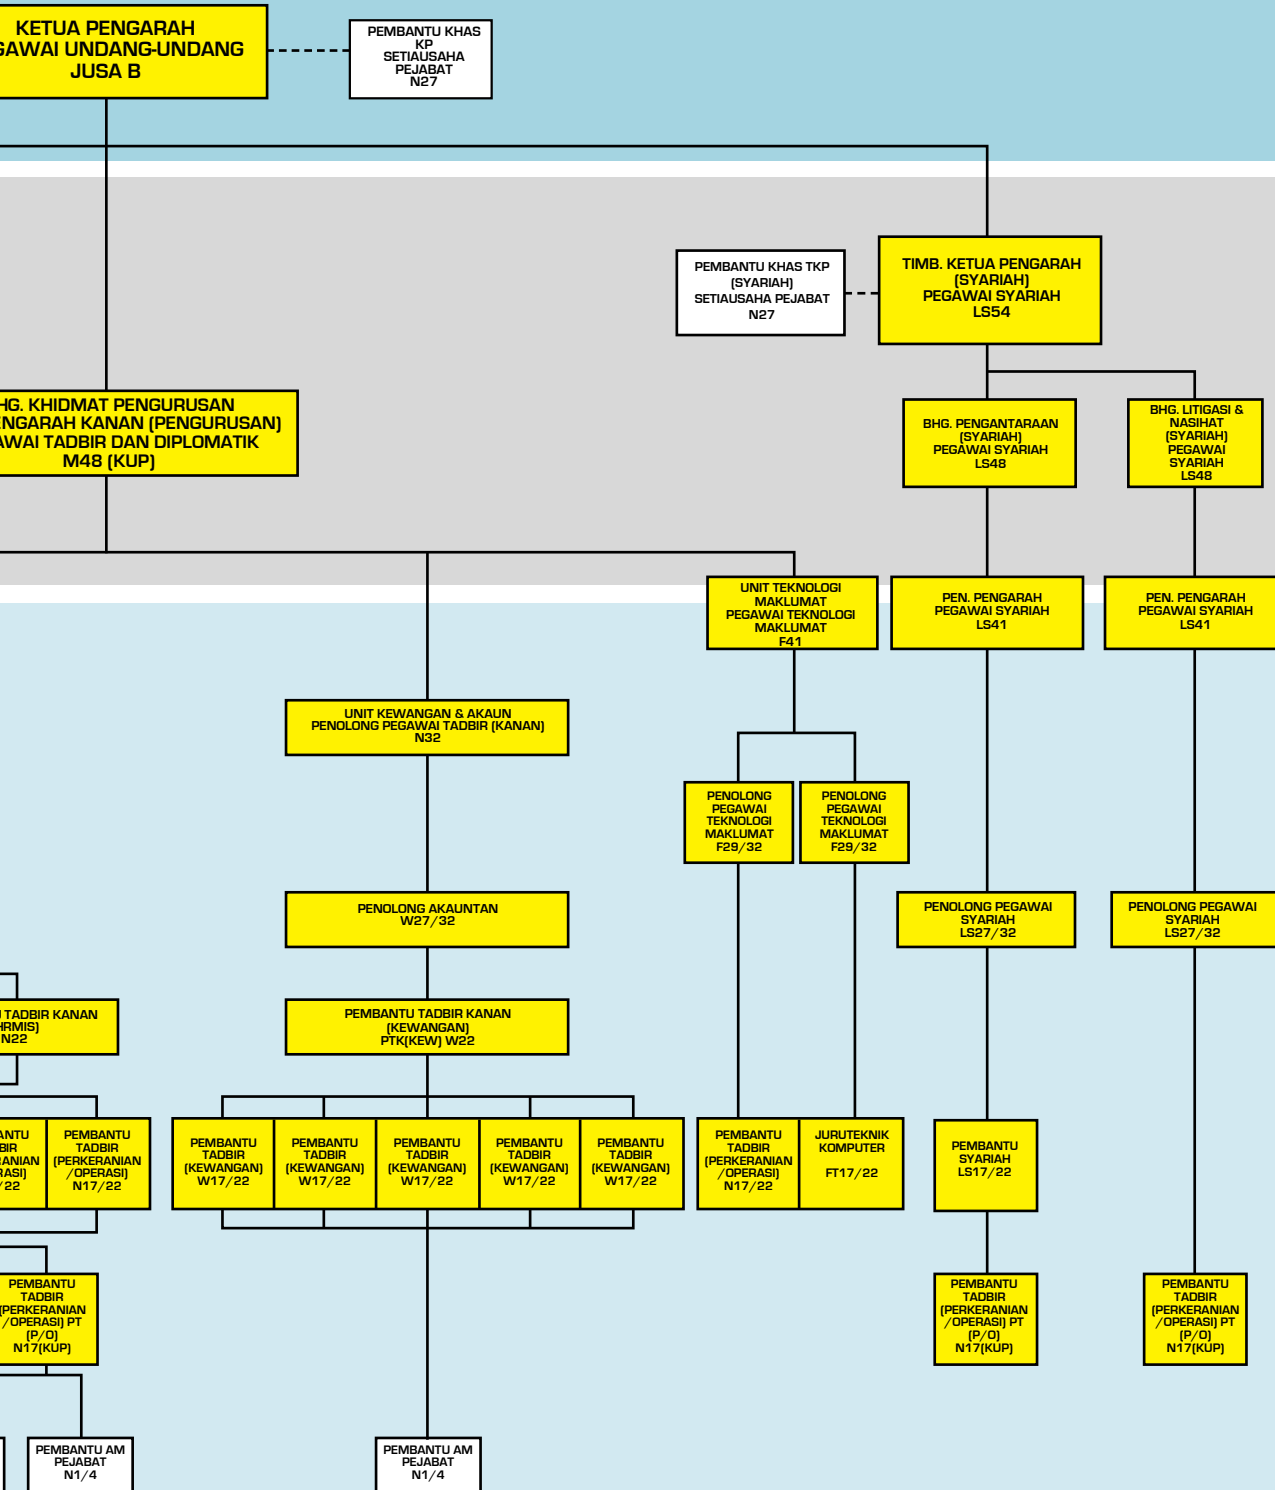 KETUA PENGARAH
GAWAI UNDANG-UNDANG
JUSA B
PEMBANTU KHAS
KP
SETIAUSAHA
PEJABAT
N27
PEMBANTU KHAS TKP
(SYARIAH)
SETIAUSAHA PEJABAT
N27
TIMB. KETUA PENGARAH
(SYARIAH)
PEGAWAI SYARIAH
LS54
HG. KHIDMAT PENGURUSAN
ENGARAH KANAN (PENGURUSAN)
AWAI TADBIR DAN DIPLOMATIK
M48 (KUP)
BHG. PENGANTARAAN
(SYARIAH)
PEGAWAI SYARIAH
LS48
BHG. LITIGASI &
NASIHAT
(SYARIAH)
PEGAWAI
SYARIAH
LS48
UNIT TEKNOLOGI
MAKLUMAT
PEGAWAI TEKNOLOGI
MAKLUMAT
F41
PEN. PENGARAH
PEGAWAI SYARIAH
LS41
PEN. PENGARAH
PEGAWAI SYARIAH
LS41
UNIT KEWANGAN & AKAUN
PENOLONG PEGAWAI TADBIR (KANAN)
N32
PENOLONG
PEGAWAI
TEKNOLOGI
MAKLUMAT
F29/32
PENOLONG
PEGAWAI
TEKNOLOGI
MAKLUMAT
F29/32
PENOLONG AKAUNTAN
W27/32
PENOLONG PEGAWAI
SYARIAH
LS27/32
PENOLONG PEGAWAI
SYARIAH
LS27/32
TADBIR KANAN
HRMIS)
N22
PEMBANTU TADBIR KANAN
(KEWANGAN)
PTK(KEW) W22
ANTU
BIR
RANIAN
RASI)
/22
PEMBANTU
TADBIR
(PERKERANIAN
/OPERASI)
N17/22
PEMBANTU
TADBIR
(KEWANGAN)
W17/22
PEMBANTU
TADBIR
(KEWANGAN)
W17/22
PEMBANTU
TADBIR
(KEWANGAN)
W17/22
PEMBANTU
TADBIR
(KEWANGAN)
W17/22
PEMBANTU
TADBIR
(KEWANGAN)
W17/22
PEMBANTU
TADBIR
(PERKERANIAN
/OPERASI)
N17/22
JURUTEKNIK
KOMPUTER
FT17/22
PEMBANTU
SYARIAH
LS17/22
PEMBANTU
TADBIR
(PERKERANIAN
/OPERASI) PT
(P/O)
N17(KUP)
PEMBANTU
TADBIR
(PERKERANIAN
/OPERASI) PT
(P/O)
N17(KUP)
PEMBANTU
TADBIR
(PERKERANIAN
/OPERASI) PT
(P/O)
N17(KUP)
PEMBANTU AM
PEJABAT
N1/4
PEMBANTU AM
PEJABAT
N1/4